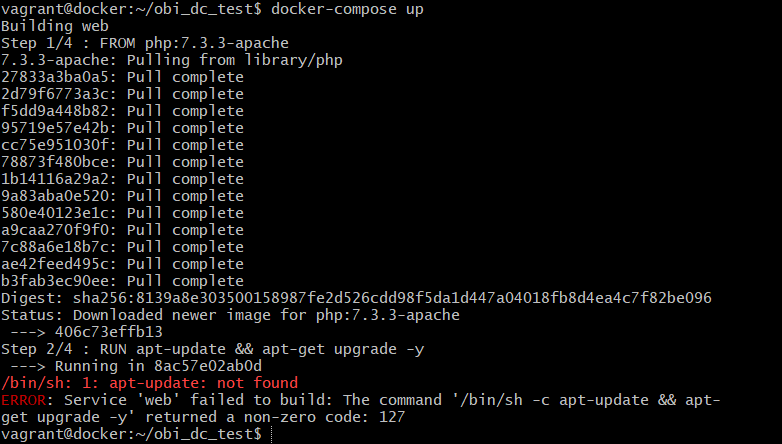 vagrant@docker:~/obi_dc_test$ docker-compose up
Building web
Step 1/4 : FROM php:7.3.3-apache
7.3.3-apache: Pulling from library/php
27833a3ba0a5: Pull complete
2d79f6773a3c: Pull complete
f5dd9a448b82: Pull complete
95719e57e42b: Pull complete
cc75e951030f: Pull complete
78873f480bce: Pull complete
1b14116a29a2: Pull complete
9a83aba0e520: Pull complete
580e40123e1c: Pull complete
a9caa270f9f0: Pull complete
7c88a6e18b7c: Pull complete
ae42feed495c: Pull complete
b3fab3ec90ee: Pull complete
Digest: sha256:8139a8e303500158987fe2d526cdd98f5da1d447a04018fb8d4ea4c7f82be096
Status: Downloaded newer image for php:7.3.3-apache
 ---> 406c73effb13
Step 2/4 : RUN apt-update && apt-get upgrade -y
 ---> Running in 8ac57e02ab0d
/bin/sh: 1: apt-update: not found
ERROR: Service 'web' failed to build: The command '/bin/sh -c apt-update && apt-
get upgrade -y' returned a non-zero code: 127
vagrant@docker:~/obi_dc_test$